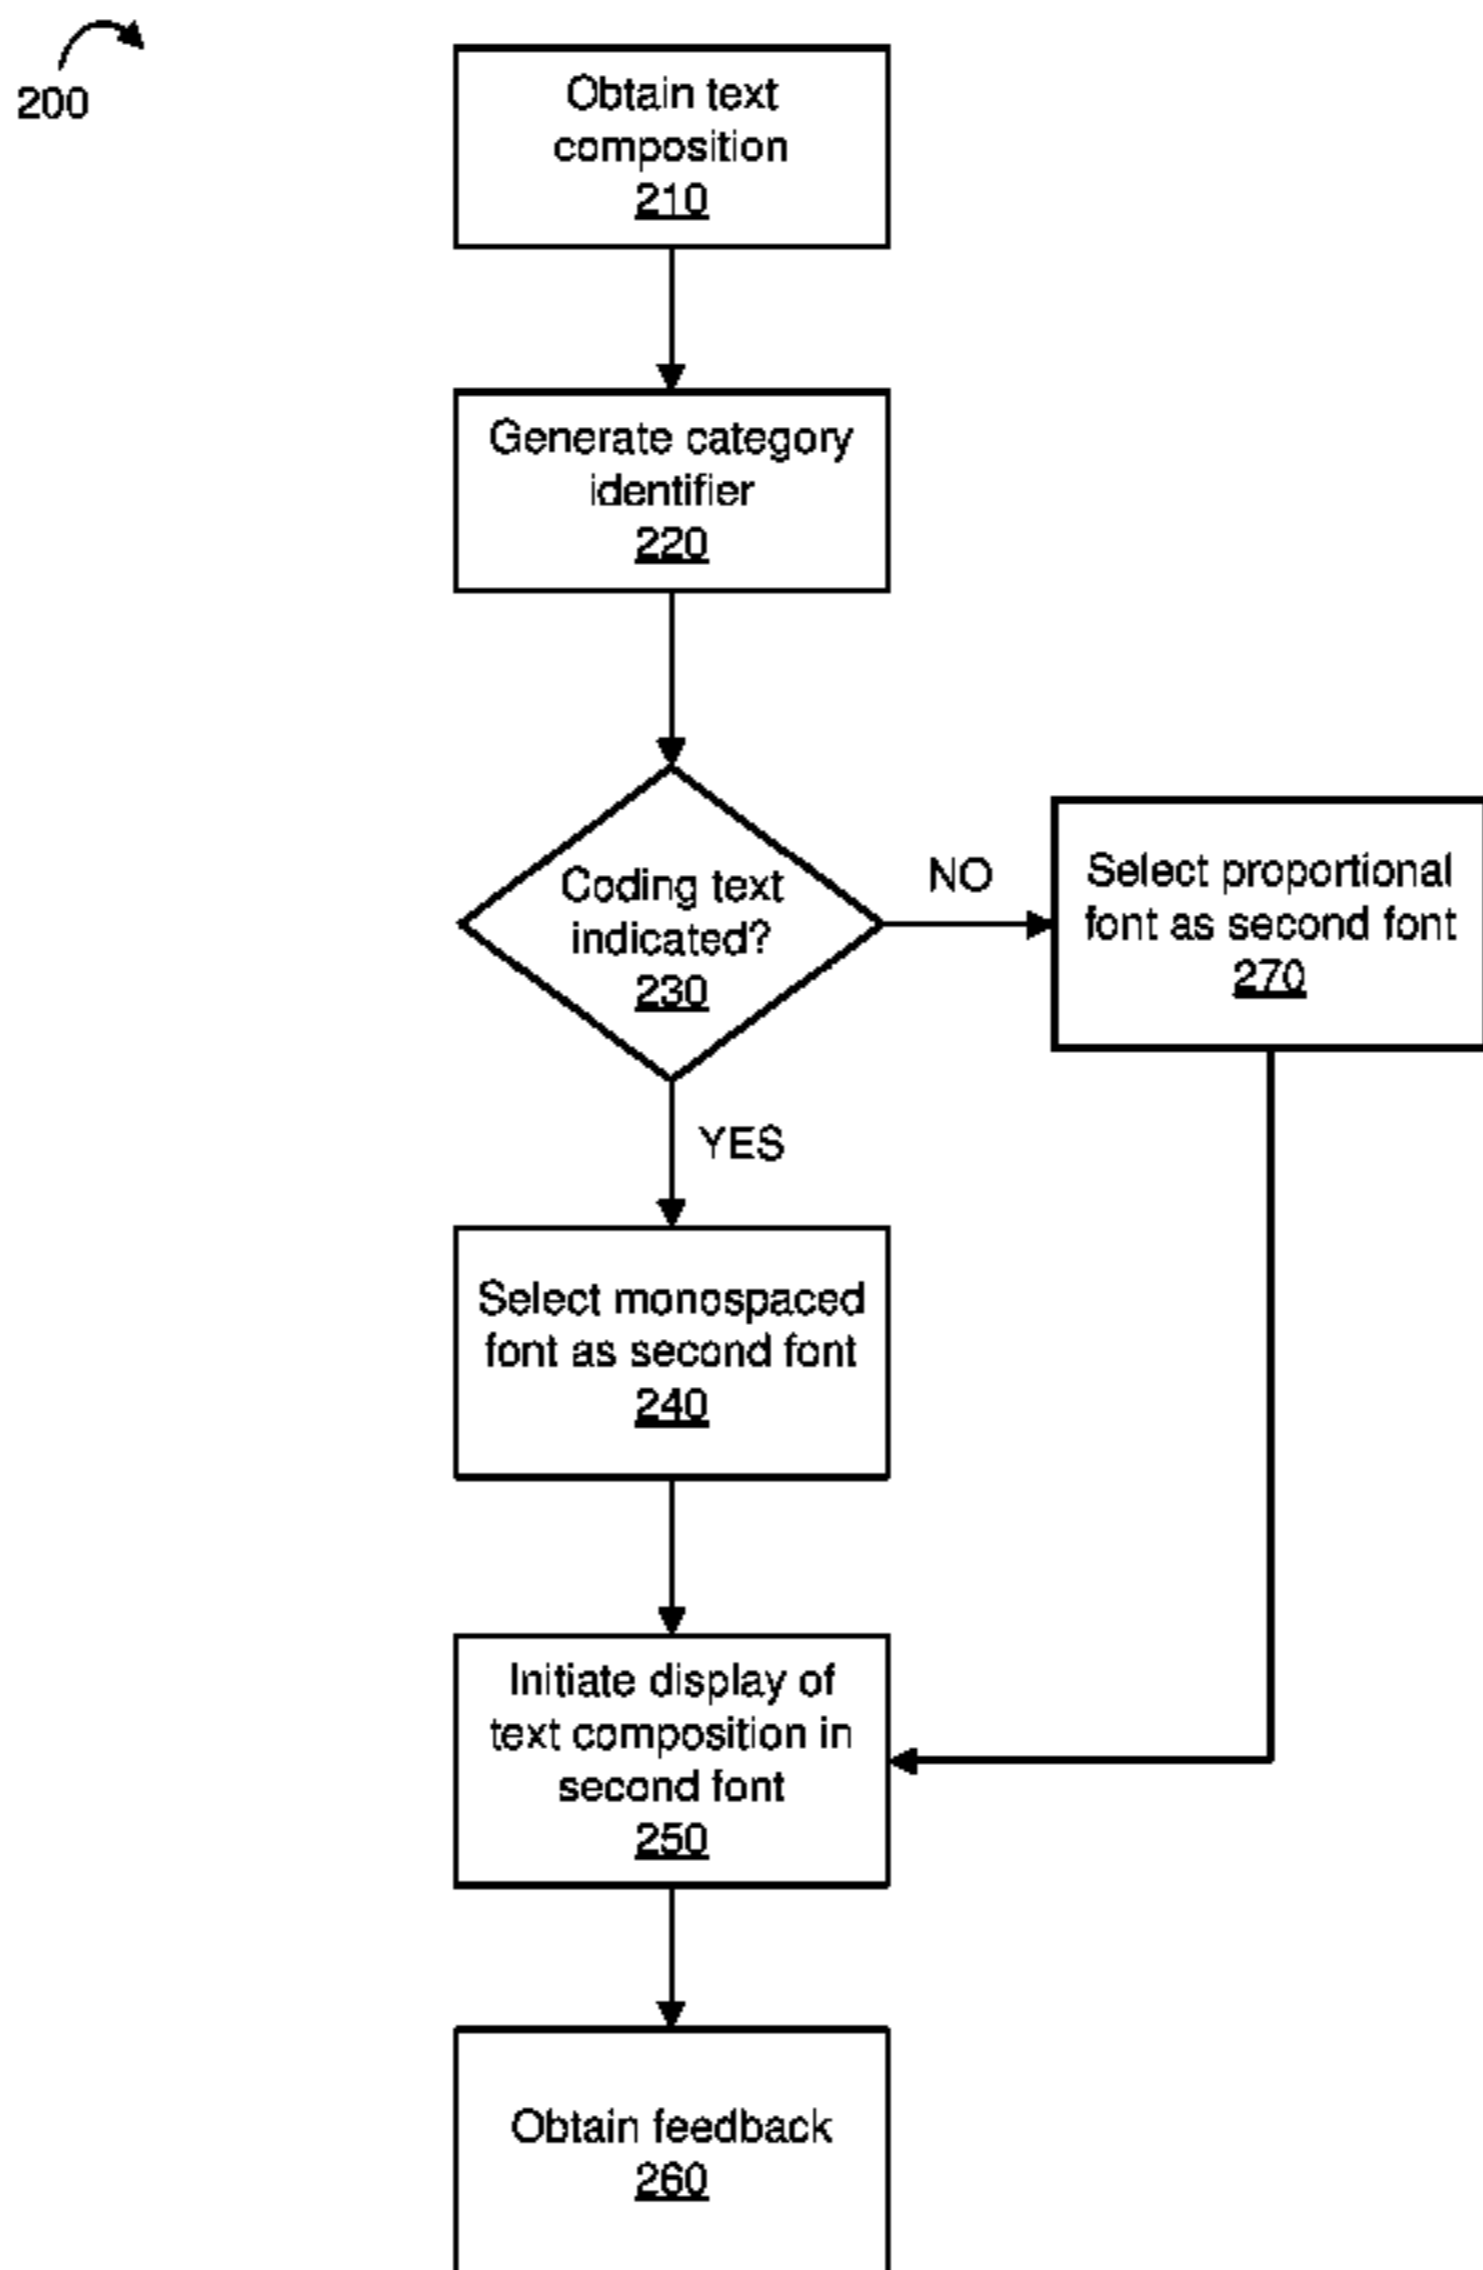 200
Obtain text
composition
210
Generate category
identifier
220
Coding text
indicated?
230
NO
Select proportional
font as second font
270
YES
Select monospaced
font as second font
240
Initiate display of
text composition in
second font
250
Obtain feedback
260